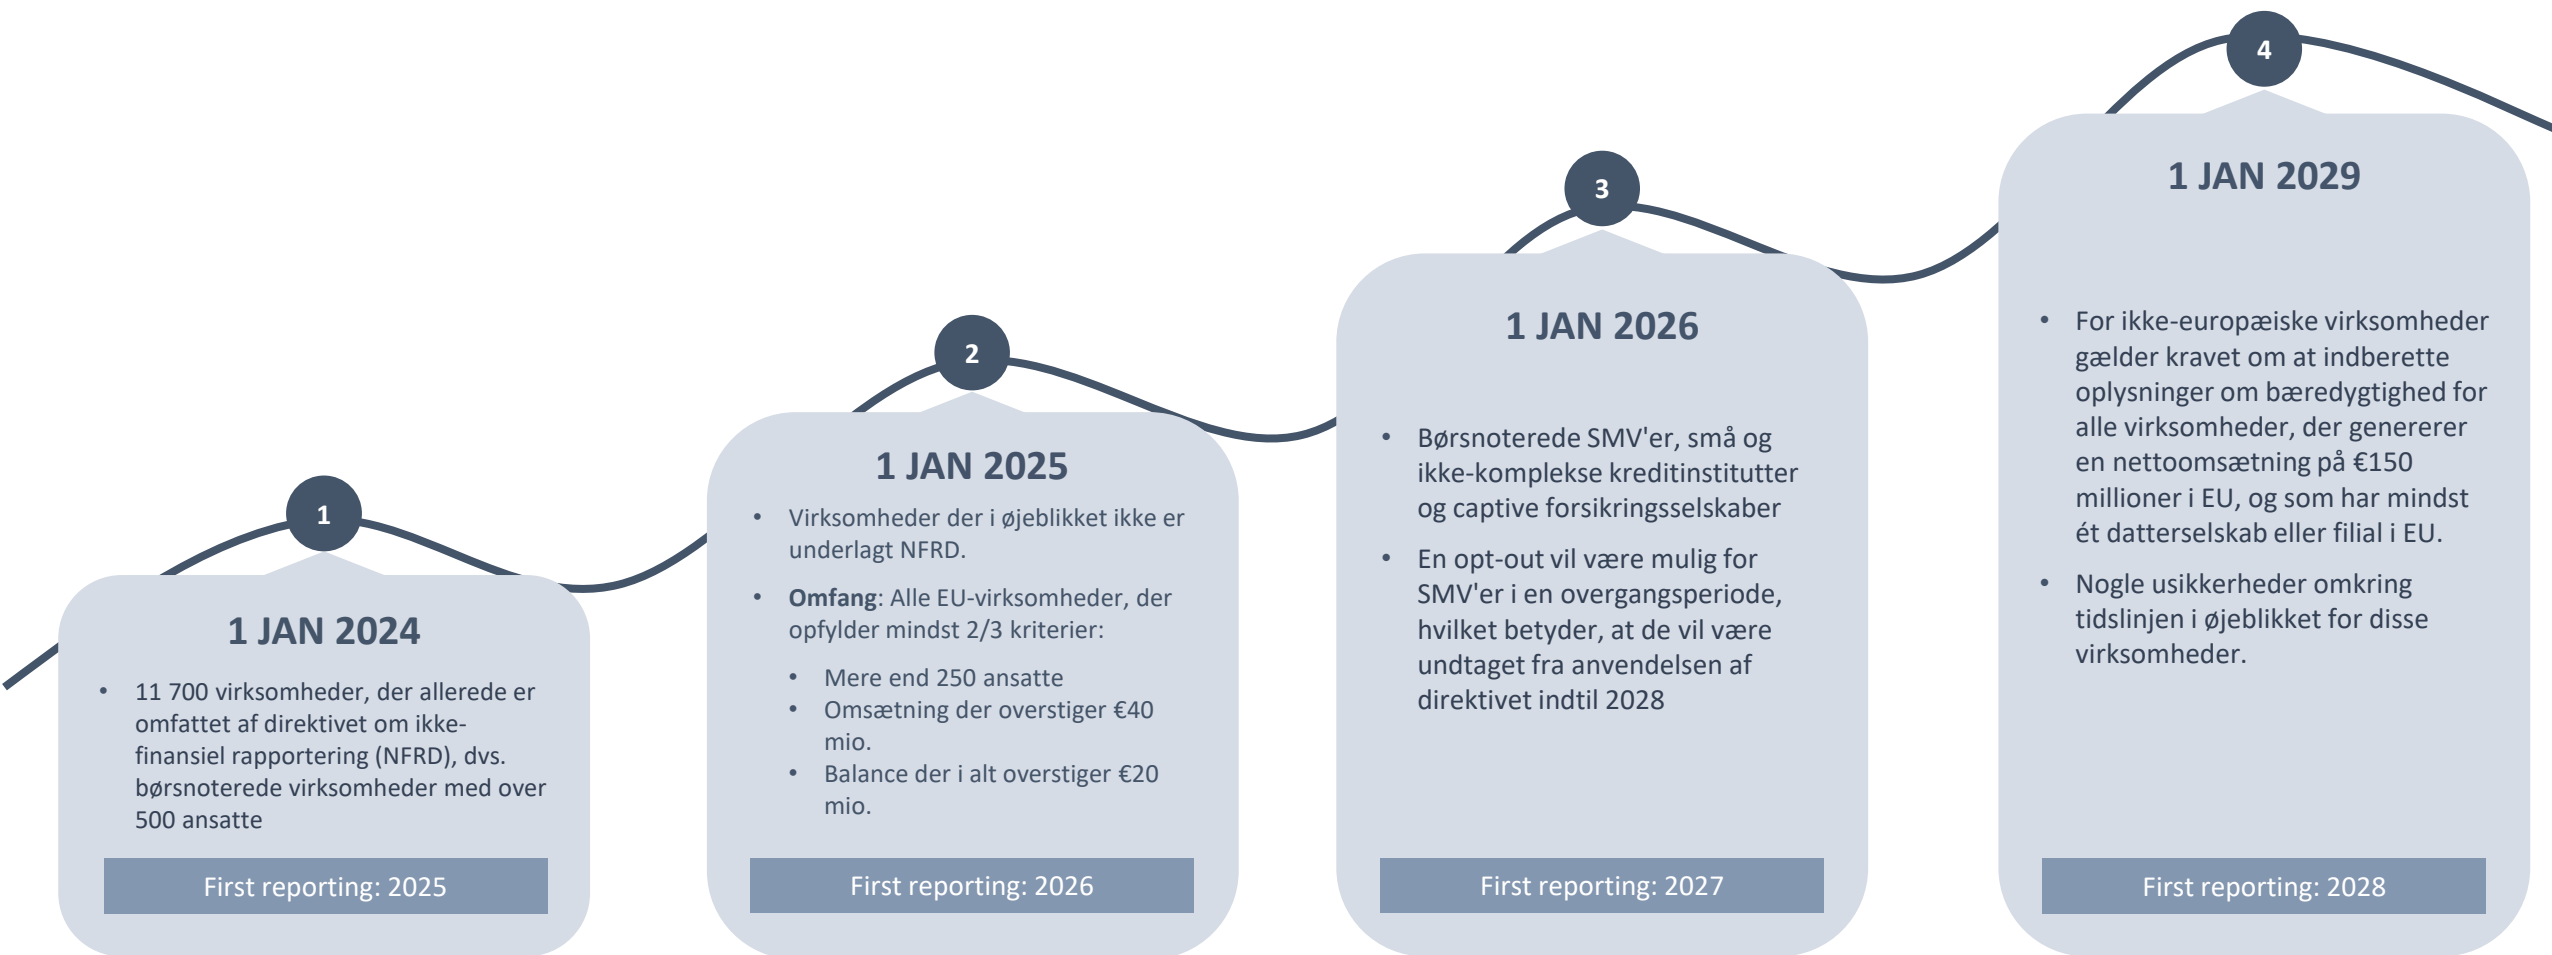 1
1 JAN 2024
• 11 700 virksomheder, der allerede er
omfattet af direktivet om ikke-
finansiel rapportering (NFRD), dvs.
børsnoterede virksomheder med over
500 ansatte
First reporting: 2025
2
1 JAN 2025
• Virksomheder der i øjeblikket ikke er
underlagt NFRD.
• Omfang: Alle EU-virksomheder, der
opfylder mindst 2/3 kriterier:
• Mere end 250 ansatte
• Omsætning der overstiger €40
mio.
• Balance der i alt overstiger €20
mio.
First reporting: 2026
3
1 JAN 2026
• Børsnoterede SMV'er, små og
ikke-komplekse kreditinstitutter
og captive forsikringsselskaber
• En opt-out vil være mulig for
SMV'er i en overgangsperiode,
hvilket betyder, at de vil være
undtaget fra anvendelsen af
direktivet indtil 2028
First reporting: 2027
4
1 JAN 2029
• For ikke-europæiske virksomheder
gælder kravet om at indberette
oplysninger om bæredygtighed for
alle virksomheder, der genererer
en nettoomsætning på €150
millioner i EU, og som har mindst
ét datterselskab eller filial i EU.
• Nogle usikkerheder omkring
tidslinjen i øjeblikket for disse
virksomheder.
First reporting: 2028